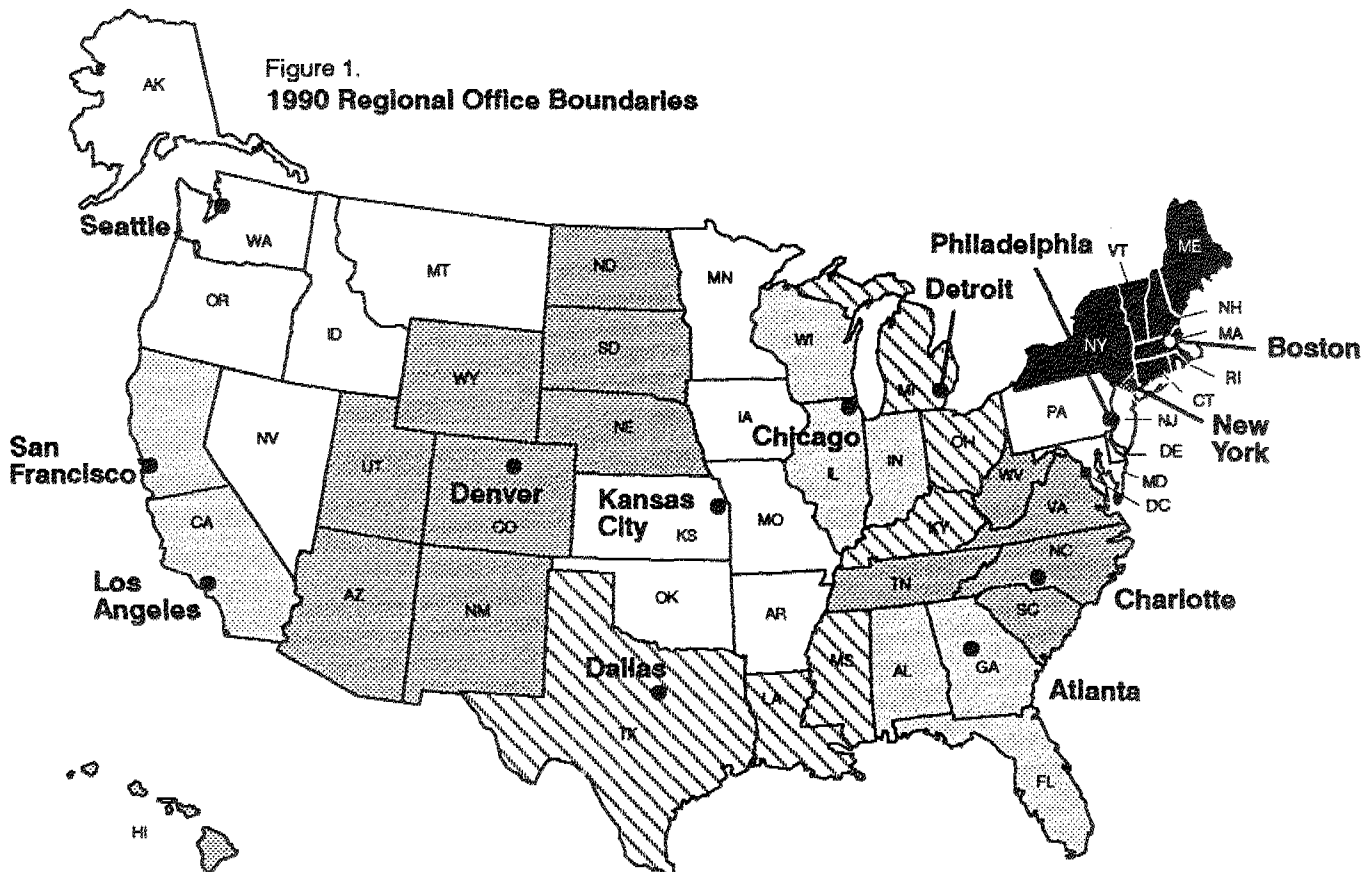 Figure 1.
1990 Regional Office Boundaries
AK
Seattle
WA
MT
ND
MN
OR
ID
SD
WI
WY
NE
IA
MI
Philadelphia
Detroit
VT
ME
NH
MA
Boston
NY
RI
CT
PA
NJ
New
York
DE
MD
DC
San
Francisco
NV
UT
Denver
CO
Kansas
City
KS
Chicago
IL
IN
OH
WV
VA
KY
MO
CA
Los
Angeles
AZ
NM
OK
AR
TN
NC
Charlotte
SC
Dallas
TX
LA
MS
AL
GA
Atlanta
FL
HI